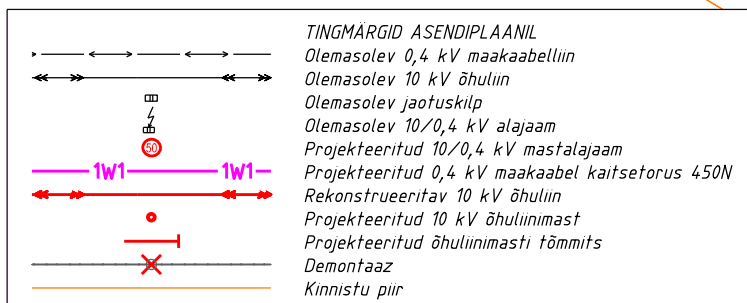 TINGMÄRGID ASENDIPLAANIL
Olemasolev 0,4 kV maakaabelliin
Olemasolev 10 kV õhuliin
Olemasolev jaotuskilp
Olemasolev 10/0,4 kV alajaam
50 Projekteeritud 10/0,4 kV mastalajaam
1W1 1W1 Projekteeritud 0,4 kV maakaabel kaitsetorus 450N
Rekonstrueeritav 10 kV õhuliin
Projekteeritud 10 kV õhuliinimast
Projekteeritud õhuliinimasti tõmmits
Demontaaz
Kinnistu piir